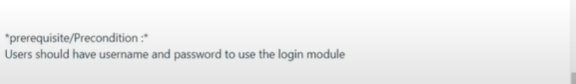 *prerequisite/Precondition :*
Users should have username and password to use the login module